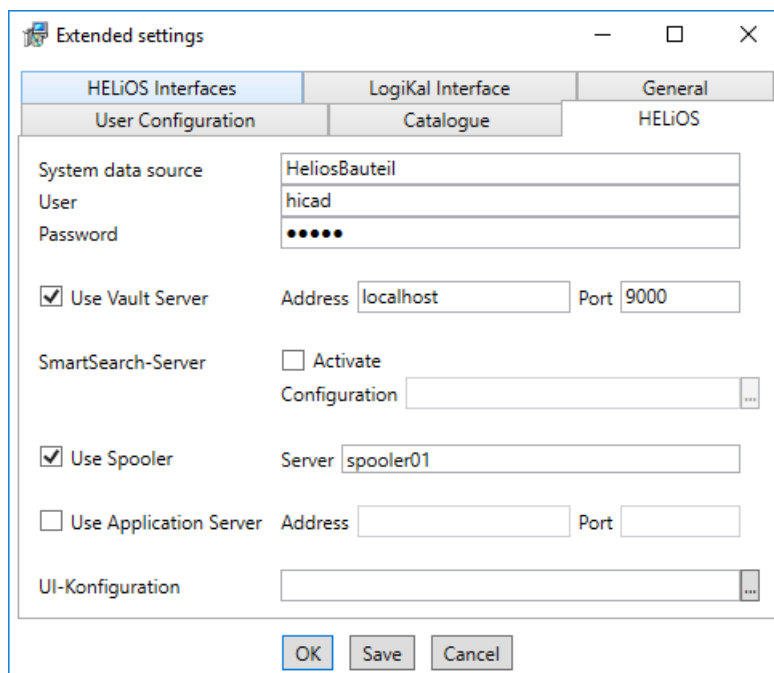 Extended settings
HELiOS Interfaces LogiKal Interface General
User Configuration Catalogue HELiOS
System data source HeliosBauteil
User hicad
Password •••••
Use Vault Server Address localhost Port 9000
SmartSearch-Server Activate
Configuration ...
Use Spooler Server spooler01
Use Application Server Address Port
UI-Konfiguration ...
OK Save Cancel